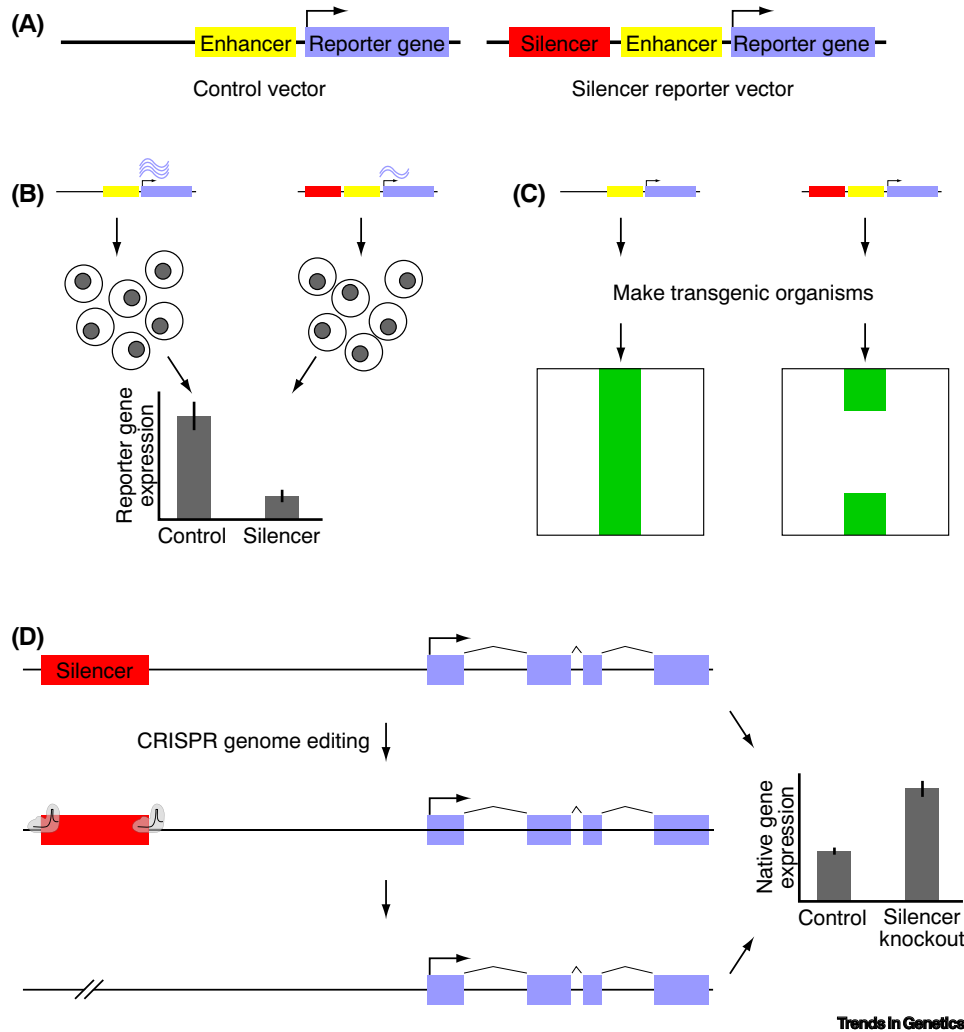 (A)
Enhancer Reporter gene
Control vector
Silencer Enhancer Reporter gene
Silencer reporter vector
(B)
Reporter gene
expression
Control Silencer
(C)
Make transgenic organisms
(D)
Silencer
CRISPR genome editing
Native gene
expression
Control Silencer
knockout
Trends in Genetics